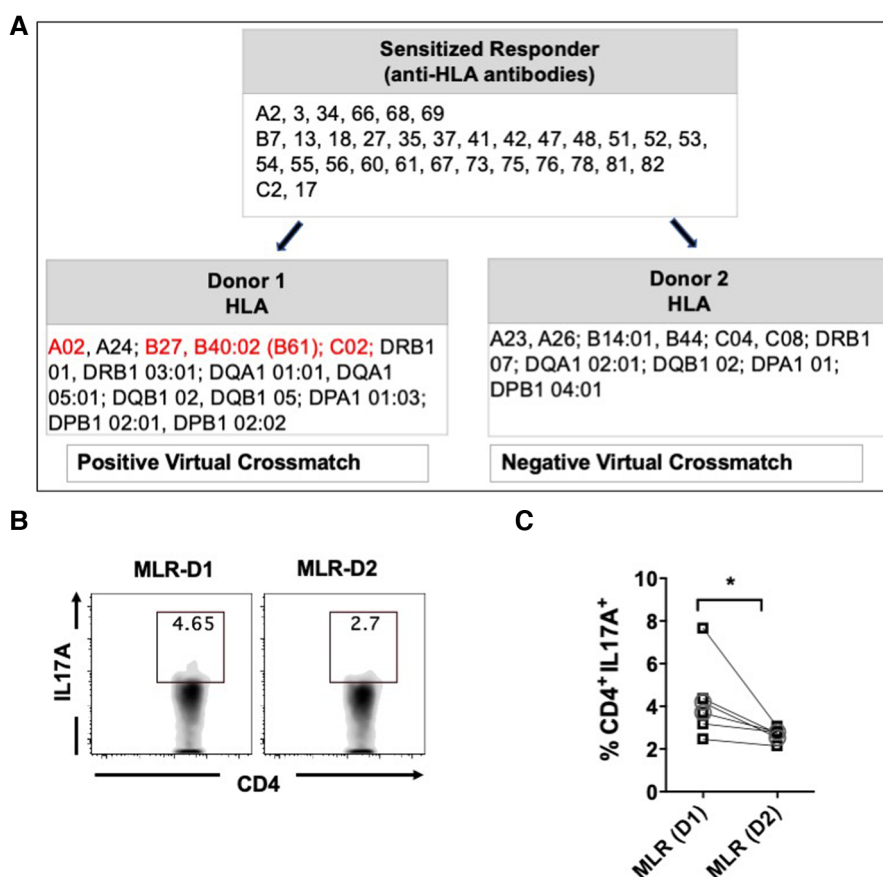 A
Sensitized Responder
(anti-HLA antibodies)
A2, 3, 34, 66, 68, 69
B7, 13, 18, 27, 35, 37, 41, 42, 47, 48, 51, 52, 53,
54, 55, 56, 60, 61, 67, 73, 75, 76, 78, 81, 82
C2, 17
Donor 1
HLA
A02, A24; B27, B40:02 (B61); C02; DRB1
01, DRB1 03:01; DQA1 01:01, DQA1
05:01; DQB1 02, DQB1 05; DPA1 01:03;
DPB1 02:01, DPB1 02:02
Positive Virtual Crossmatch
Donor 2
HLA
A23, A26; B14:01, B44; C04, C08; DRB1
07; DQA1 02:01; DQB1 02; DPA1 01;
DPB1 04:01
Negative Virtual Crossmatch
B
MLR-D1
MLR-D2
4.65
2.7
IL17A
CD4
C
% CD4+ IL17A+
10
8
6
4
2
0
*
MLR (D1)
MLR (D2)